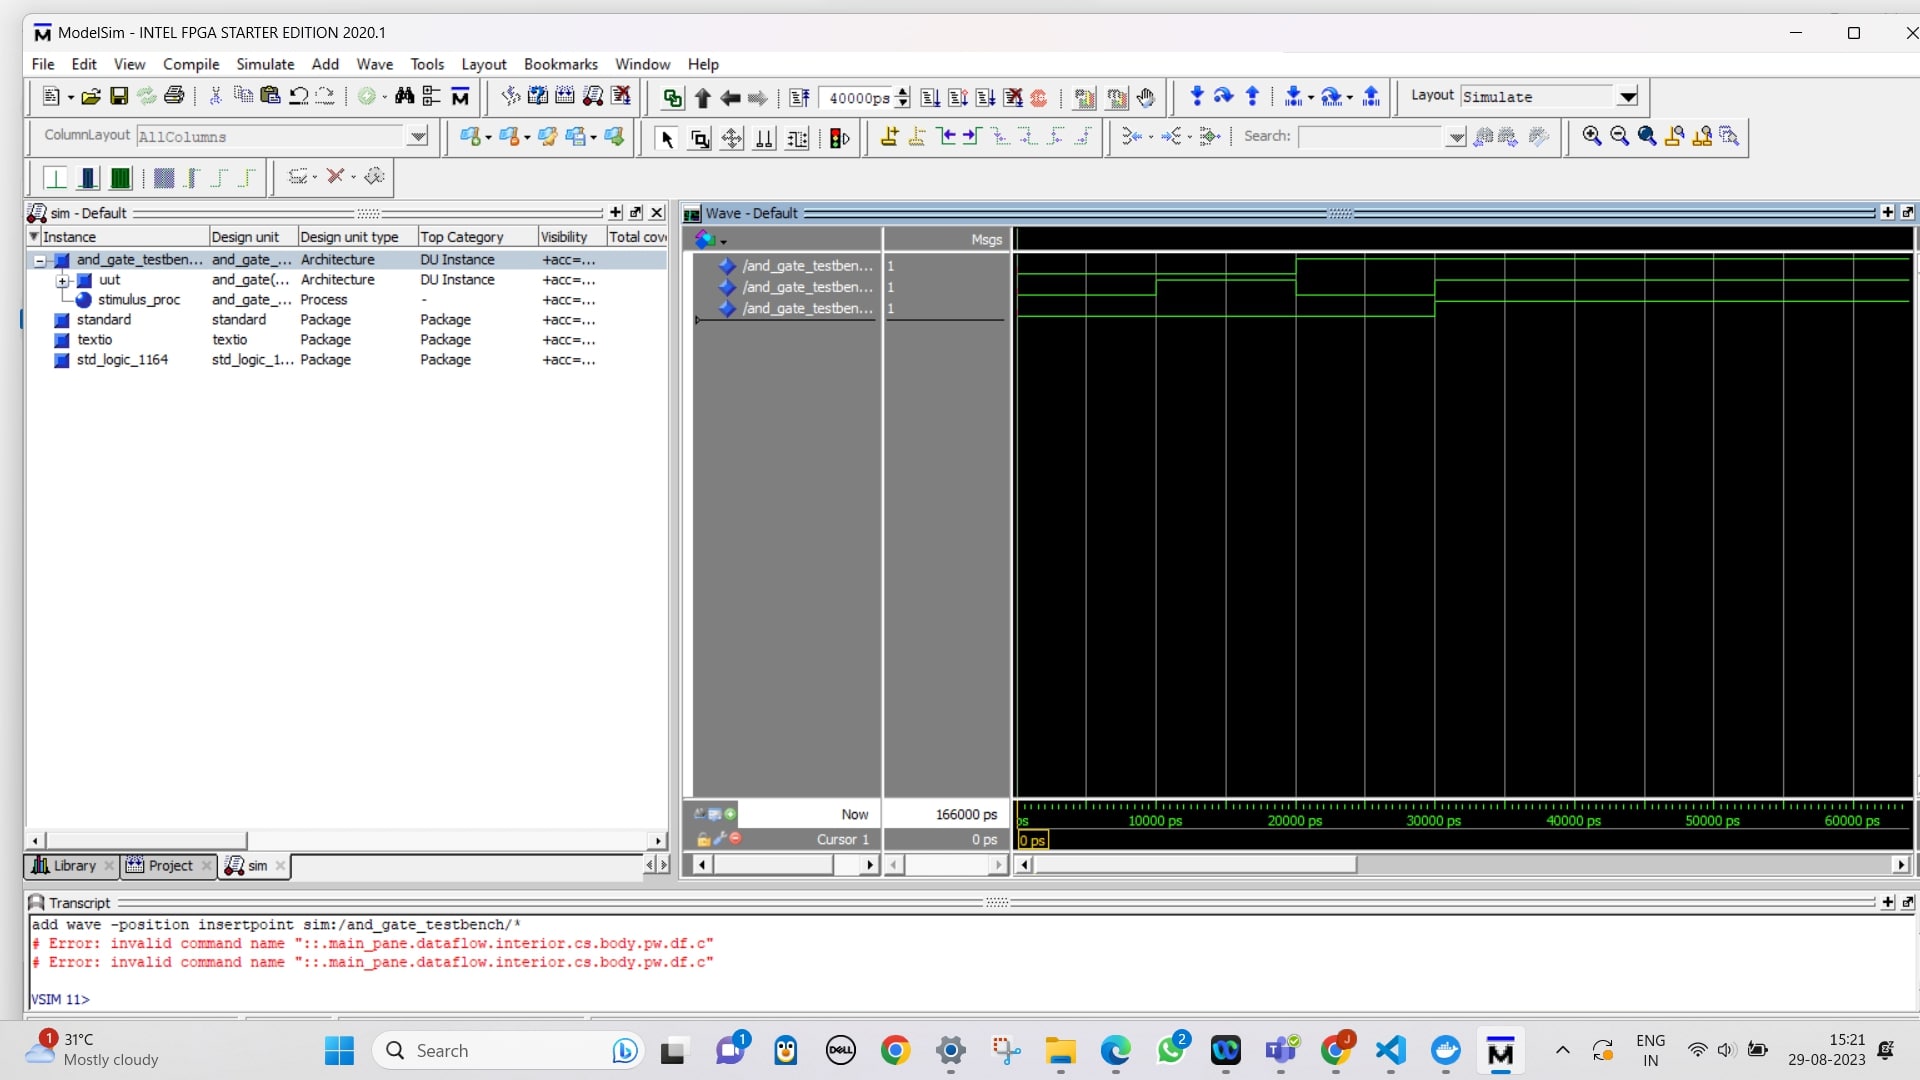 ModelSim - INTEL FPGA STARTER EDITION 2020.1
File Edit View Compile Simulate Add Wave Tools Layout Bookmarks Window Help
40000ps
Layout Simulate
ColumnLayout AllColumns
Search:
sim - Default
Wave - Default
Instance Design unit Design unit type Top Category Visibility Total cov
Msgs
and_gate_testben... and_gate_... Architecture DU Instance +acc=...
uut and_gate(... Architecture DU Instance +acc=...
stimulus_proc and_gate_... Process - +acc=...
standard standard Package Package +acc=...
textio textio Package Package +acc=...
std_logic_1164 std_logic_1... Package Package +acc=...
/and_gate_testben... 1
/and_gate_testben... 1
/and_gate_testben... 1
Now 166000 ps
Cursor 1 0 ps
ps 10000 ps 20000 ps 30000 ps 40000 ps 50000 ps 60000 ps
0 ps
Library Project sim
Transcript
add wave -position insertpoint sim:/and_gate_testbench/*
# Error: invalid command name "::.main_pane.dataflow.interior.cs.body.pw.df.c"
# Error: invalid command name "::.main_pane.dataflow.interior.cs.body.pw.df.c"
VSIM 11>
1
31°C
Mostly cloudy
Search
1
DELL
2
J
ENG
IN
15:21
29-08-2023